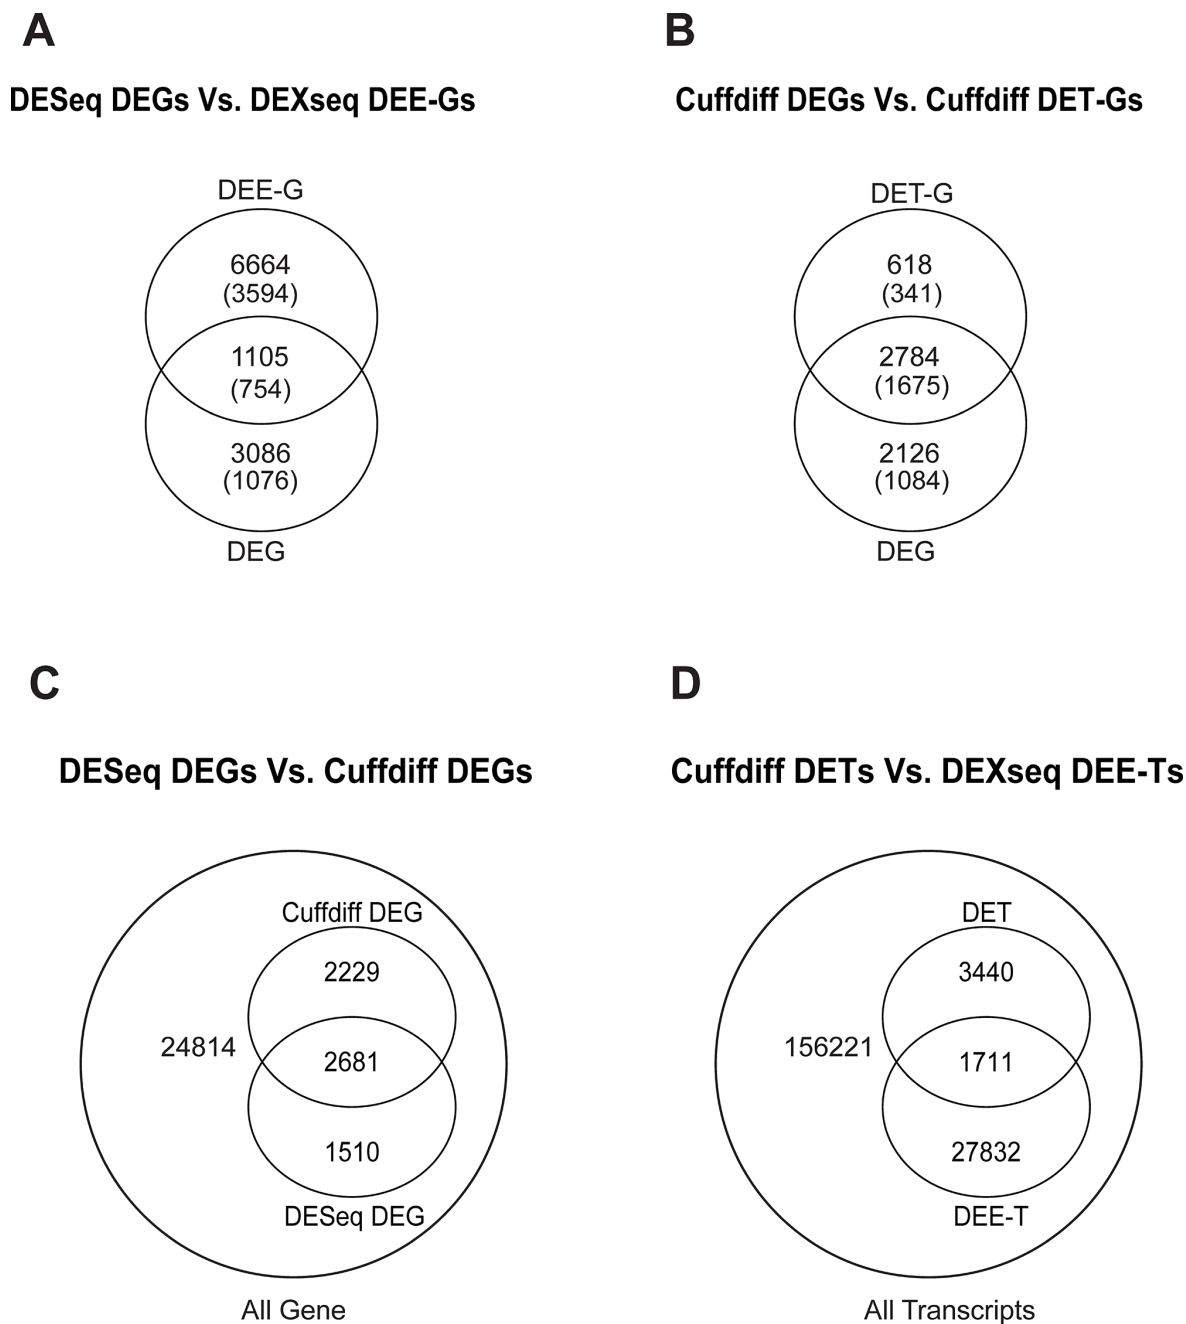 A
DESeq DEGs Vs. DEXseq DEE-Gs
DEE-G
6664
(3594)
1105
(754)
3086
(1076)
DEG
B
Cuffdiff DEGs Vs. Cuffdiff DET-Gs
DET-G
618
(341)
2784
(1675)
2126
(1084)
DEG
C
DESeq DEGs Vs. Cuffdiff DEGs
Cuffdiff DEG
2229
24814
2681
1510
DESeq DEG
All Gene
D
Cuffdiff DETs Vs. DEXseq DEE-Ts
DET
3440
156221
1711
27832
DEE-T
All Transcripts